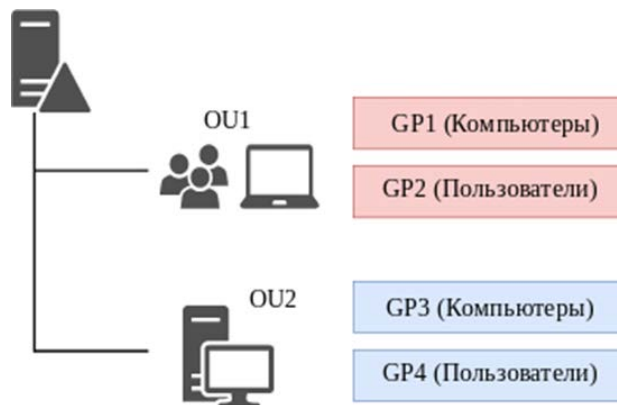 OU1
GP1 (Компьютеры)
GP2 (Пользователи)
OU2
GP3 (Компьютеры)
GP4 (Пользователи)